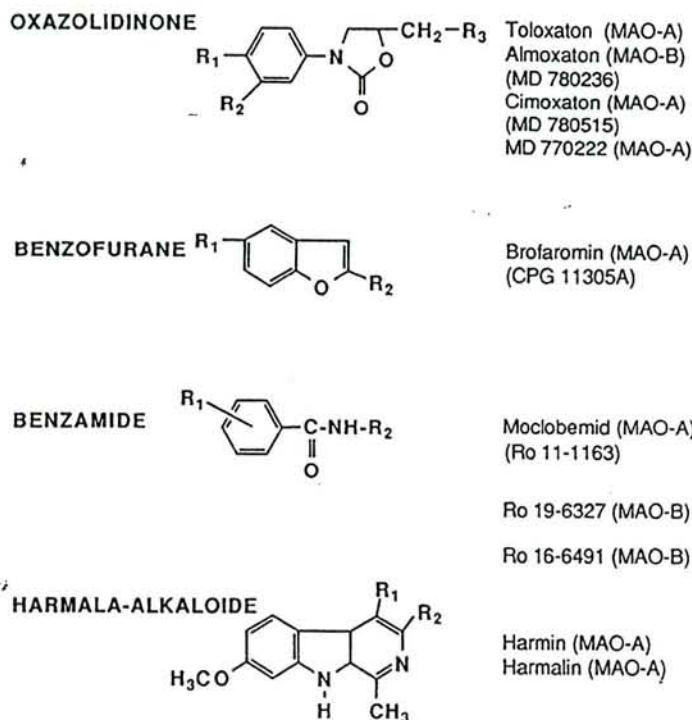 OXAZOLIDINONE
R1
R2
N
O
O
CH2-R3
Toloxaton (MAO-A)
Almoxaton (MAO-B)
(MD 780236)
Cimoxaton (MAO-A)
(MD 780515)
MD 770222 (MAO-A)
BENZOFURANE
R1
O
R2
Brofaromin (MAO-A)
(CPG 11305A)
BENZAMIDE
R1
C-NH-R2
O
Moclobemid (MAO-A)
(Ro 11-1163)
Ro 19-6327 (MAO-B)
Ro 16-6491 (MAO-B)
HARMALA-ALKALOIDE
R1
R2
H3CO
N
H
N
CH3
Harmin (MAO-A)
Harmalin (MAO-A)